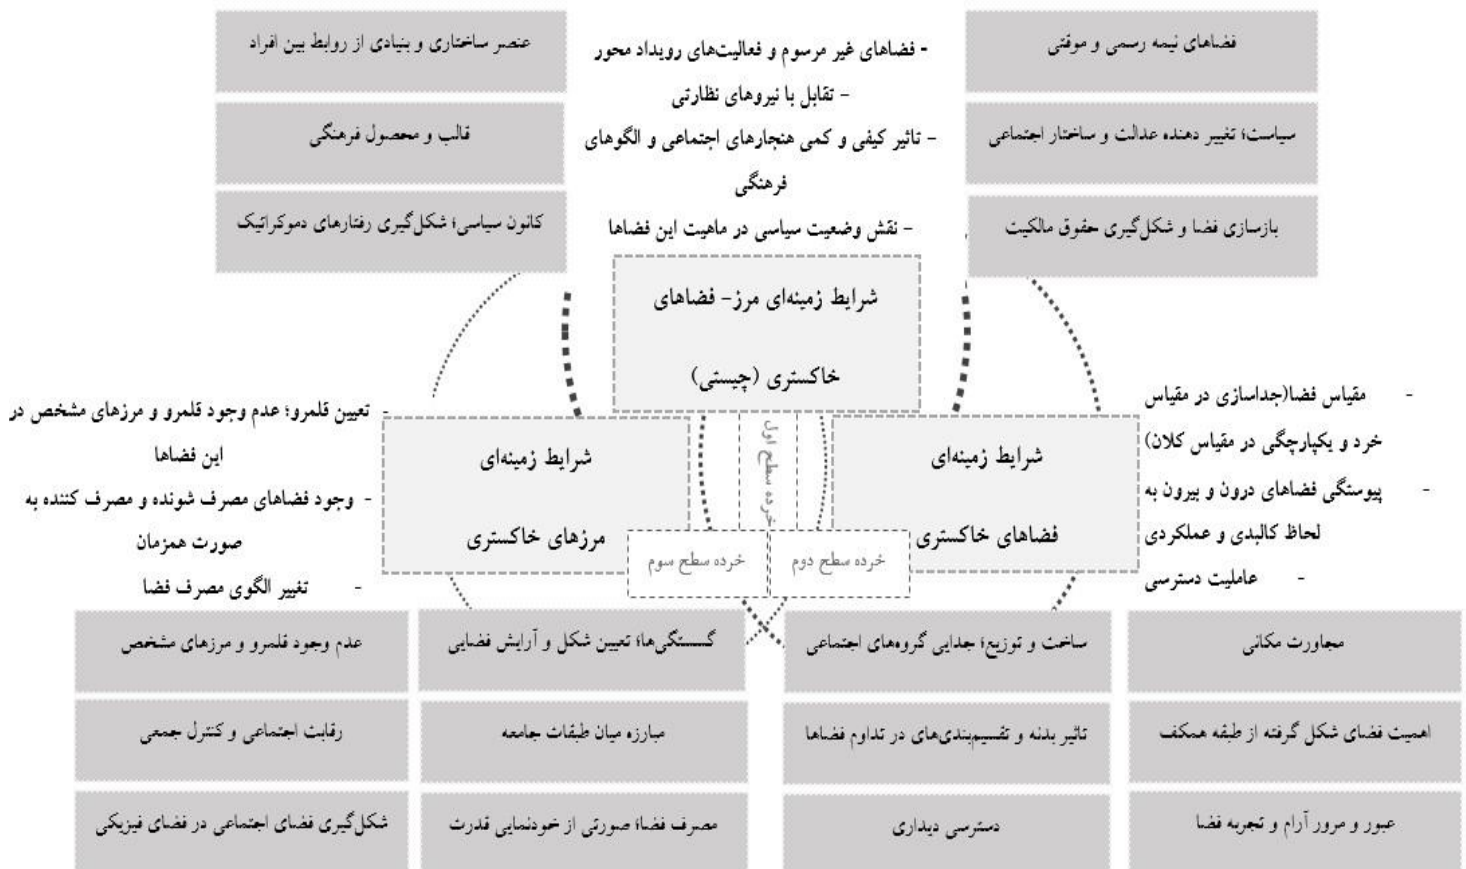 فضاهای نیمه رسمی و موقتی
سیاست؛ تغییر دهنده عدالت و ساختار اجتماعی
بازسازی فضا و شکل‌گیری حقوق مالکیت
- فضاهای غیر مرسوم و فعالیت‌های رویداد محور
- تقابل با نیروهای نظارتی
- تاثیر کیفی و کمی هنجارهای اجتماعی و الگوهای
فرهنگی
- نقش وضعیت سیاسی در ماهیت این فضاها
عنصر ساختاری و بنیادی از روابط بین افراد
قالب و محصول فرهنگی
کانون سیاسی؛ شکل‌گیری رفتارهای دموکراتیک
شرایط زمینه‌ای مرز- فضاهای
خاکستری (چیستی)
- مقیاس فضا(جداسازی در مقیاس
خرد و یکپارچگی در مقیاس کلان)
- پیوستگی فضاهای درون و بیرون به
لحاظ کالبدی و عملکردی
- عاملیت دسترسی
شرایط زمینه‌ای
فضاهای خاکستری
خرده سطح اول
خرده سطح دوم
خرده سطح سوم
شرایط زمینه‌ای
مرزهای خاکستری
- تعیین قلمرو؛ عدم وجود قلمرو و مرزهای مشخص در
این فضاها
- وجود فضاهای مصرف شونده و مصرف کننده به
صورت همزمان
- تغییر الگوی مصرف فضا
مجاورت مکانی
اهمیت فضای شکل گرفته از طبقه همکف
عبور و مرور آرام و تجربه فضا
ساخت و توزیع؛ جدایی گروه‌های اجتماعی
تاثیر بدنه و تقسیم‌بندی‌های در تداوم فضاها
دسترسی دیداری
گسستگی‌ها؛ تعیین شکل و آرایش فضایی
مبارزه میان طبقات جامعه
مصرف فضا؛ صورتی از خودنمایی قدرت
عدم وجود قلمرو و مرزهای مشخص
رقابت اجتماعی و کنترل جمعی
شکل‌گیری فضای اجتماعی در فضای فیزیکی